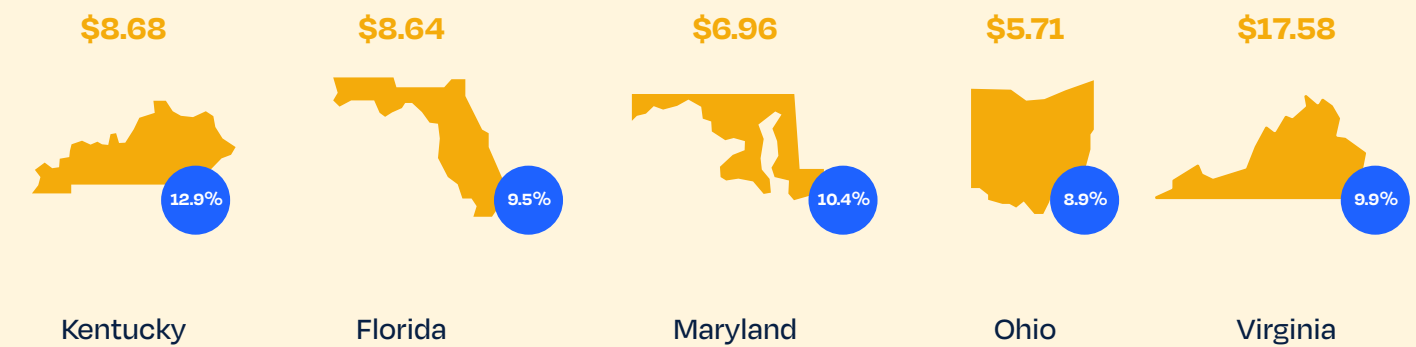 $8.68 $8.64 $6.96 $5.71 $17.58
12.9% 9.5% 10.4% 8.9% 9.9%
Kentucky Florida Maryland Ohio Virginia